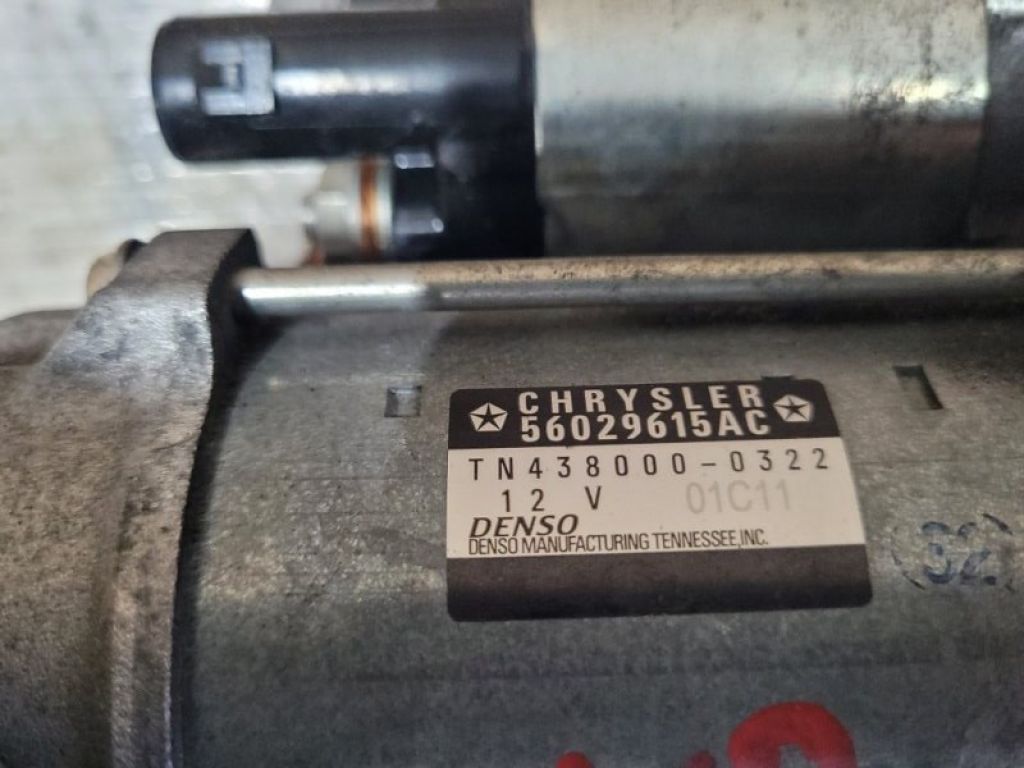 CHRYSLER
56029615AC
TN438000-0322
12 V 01C11
DENSO
DENSO MANUFACTURING TENNESSEE, INC.
32